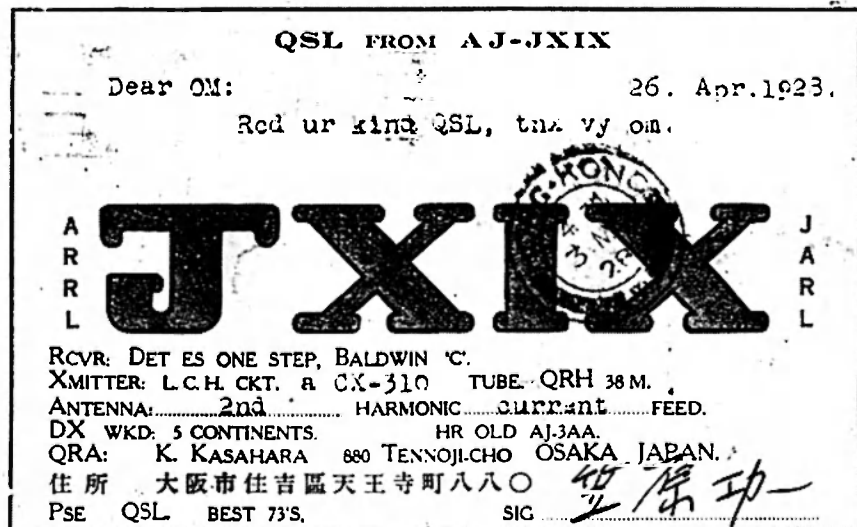 QSL FROM AJ-JXIX
Dear OM: 26. Apr.1928.
Rcd ur kind QSL, tnx vy om.
G-KONG
ARRL JXIX JARL
RCVR: DET ES ONE STEP, BALDWIN 'C'.
XMITTER: L.C.H. CKT. a CX-310 TUBE QRH 38 M.
ANTENNA: 2nd HARMONIC current FEED.
DX WKD: 5 CONTINENTS. HR OLD AJ-3AA.
QRA: K. KASAHARA 880 TENNOJI-CHO OSAKA JAPAN.
住所 大阪市住吉區天王寺町八八〇
PSE QSL BEST 73'S, SIG 笠原功一